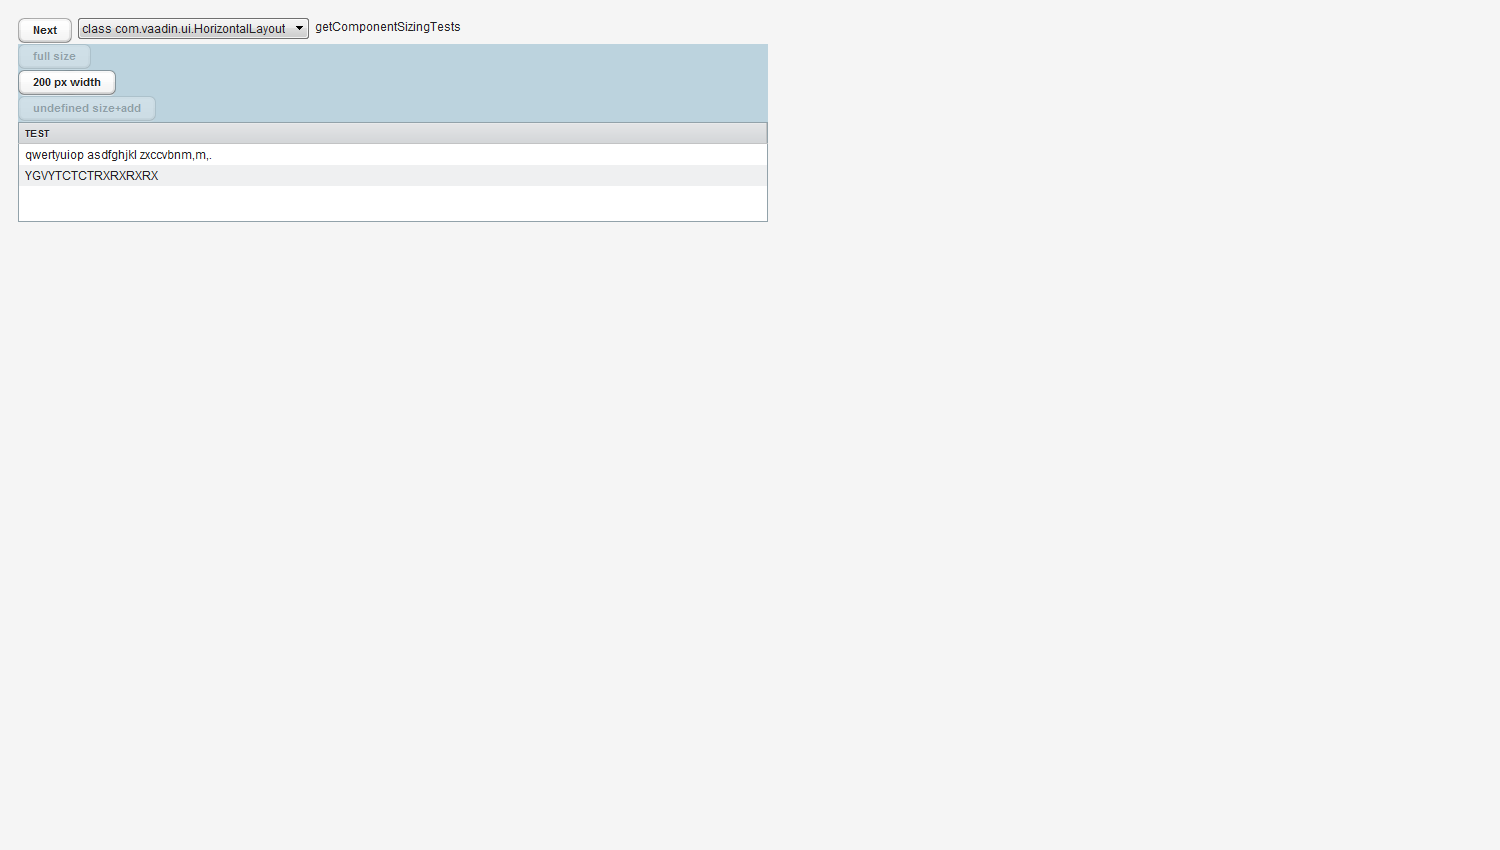 Next class com.vaadin.ui.HorizontalLayout getComponentSizingTests
full size
200 px width
undefined size+add
TEST
qwertyuiop asdfghjkl zxccvbnm,m,.
YGVYTCTCTRXRXRXRX